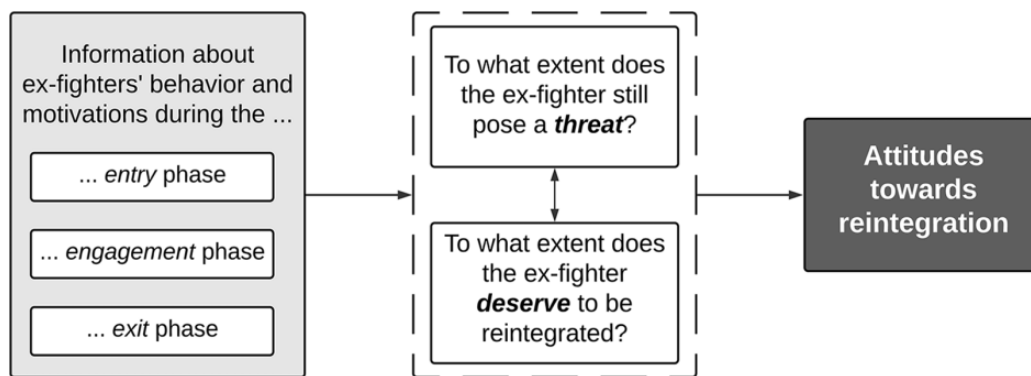 Information about
ex-fighters' behavior and
motivations during the ...
... entry phase
... engagement phase
... exit phase
To what extent does
the ex-fighter still
pose a threat?
To what extent does
the ex-fighter
deserve to be
reintegrated?
Attitudes
towards
reintegration